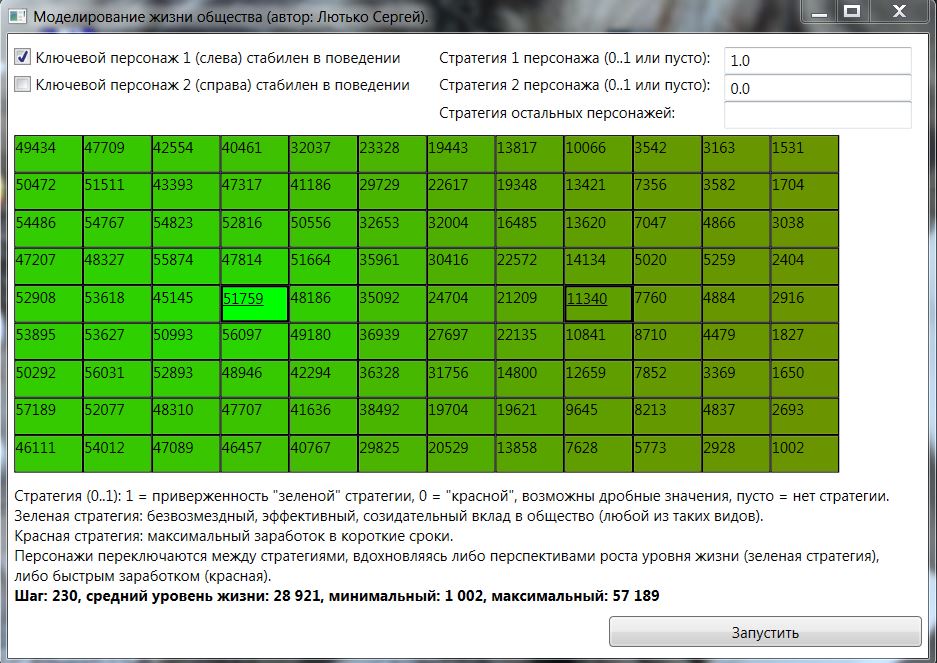 Моделирование жизни общества (автор: Лютько Сергей).
Ключевой персонаж 1 (слева) стабилен в поведении
Стратегия 1 персонажа (0..1 или пусто): 1.0
Ключевой персонаж 2 (справа) стабилен в поведении
Стратегия 2 персонажа (0..1 или пусто): 0.0
Стратегия остальных персонажей:
49434 47709 42554 40461 32037 23328 19443 13817 10066 3542 3163 1531
50472 51511 43393 47317 41186 29729 22617 19348 13421 7356 3582 1704
54486 54767 54823 52816 50556 32653 32004 16485 13620 7047 4866 3038
47207 48327 55874 47814 51664 35961 30416 22572 14134 5020 5259 2404
52908 53618 45145 51759 48186 35092 24704 21209 11340 7760 4884 2916
53895 53627 50993 56097 49180 36939 27697 22135 10841 8710 4479 1827
50292 56031 52893 48946 42294 36328 31756 14800 12659 7852 3369 1650
57189 52077 48310 47707 41636 38492 19704 19621 9645 8213 4837 2693
46111 54012 47089 46457 40767 29825 20529 13858 7628 5773 2928 1002
Стратегия (0..1): 1 = приверженность "зеленой" стратегии, 0 = "красной", возможны дробные значения, пусто = нет стратегии.
Зеленая стратегия: безвозмездный, эффективный, созидательный вклад в общество (любой из таких видов).
Красная стратегия: максимальный заработок в короткие сроки.
Персонажи переключаются между стратегиями, вдохновляясь либо перспективами роста уровня жизни (зеленая стратегия),
либо быстрым заработком (красная).
Шаг: 230, средний уровень жизни: 28 921, минимальный: 1 002, максимальный: 57 189
Запустить